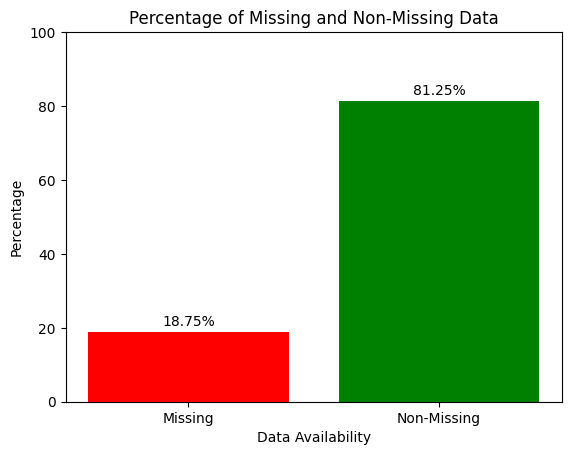 Percentage of Missing and Non-Missing Data
100
80
60
40
20
0
Percentage
18.75%
81.25%
Missing
Non-Missing
Data Availability